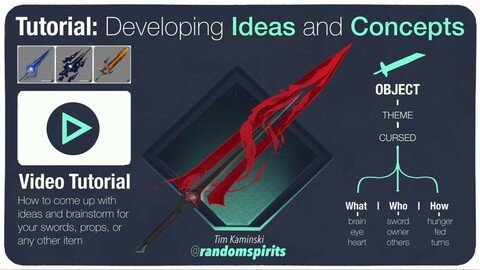 Tutorial: Developing Ideas and Concepts
Video Tutorial
How to come up with
ideas and brainstorm for
your swords, props, or
any other item
Tim Kaminski
@randomspirits
OBJECT
THEME
CURSED
What | Who | How
brain sword hunger
eye owner fed
heart others turns